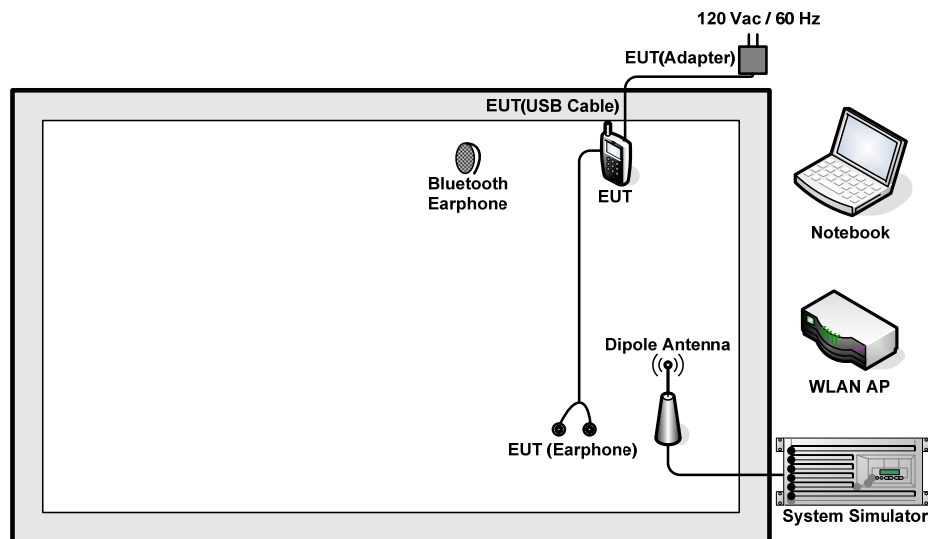 120 Vac / 60 Hz
EUT(Adapter)
EUT(USB Cable)
Bluetooth
Earphone
EUT
Notebook
Dipole Antenna
WLAN AP
EUT (Earphone)
System Simulator